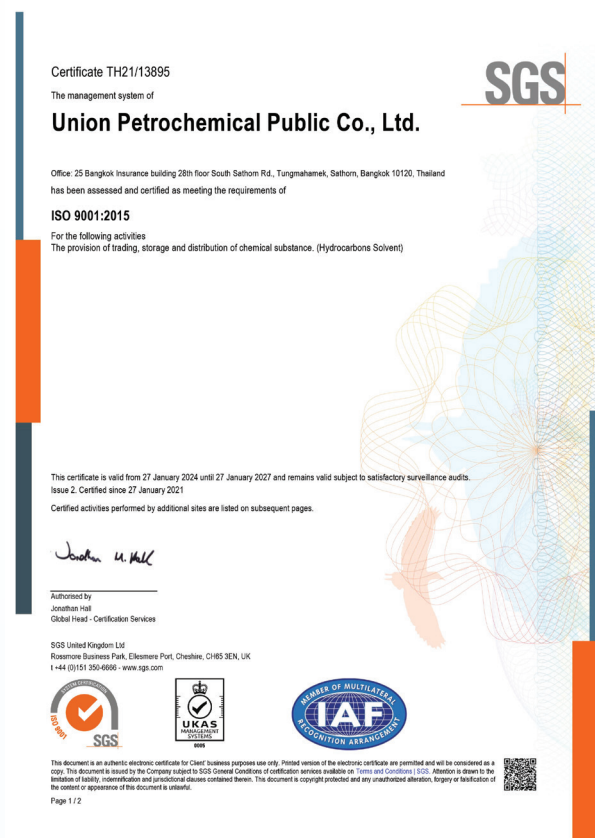 SGS
Certificate TH21/13895
The management system of
Union Petrochemical Public Co., Ltd.
Office: 25 Bangkok Insurance building 28th floor South Sathorn Rd., Tungmahamek, Sathorn, Bangkok 10120, Thailand
has been assessed and certified as meeting the requirements of
ISO 9001:2015
For the following activities
The provision of trading, storage and distribution of chemical substance. (Hydrocarbons Solvent)
This certificate is valid from 27 January 2024 until 27 January 2027 and remains valid subject to satisfactory surveillance audits.
Issue 2. Certified since 27 January 2021
Certified activities performed by additional sites are listed on subsequent pages.
Jonathan M. Hall
Authorised by
Jonathan Hall
Global Head - Certification Services
SGS United Kingdom Ltd
Rossmore Business Park, Ellesmere Port, Cheshire, CH65 3EN, UK
t +44 (0)151 350-6666 - www.sgs.com
SYSTEM CERTIFICATION
ISO 9001
SGS
UKAS
MANAGEMENT
SYSTEMS
0005
MEMBER OF MULTILATERAL
IAF
RECOGNITION ARRANGEMENT
This document is an authentic electronic certificate for Client' business purposes use only. Printed version of the electronic certificate are permitted and will be considered as a
copy. This document is issued by the Company subject to SGS General Conditions of certification services available on Terms and Conditions | SGS. Attention is drawn to the
limitation of liability, indemnification and jurisdictional clauses contained therein. This document is copyright protected and any unauthorized alteration, forgery or falsification of
the content or appearance of this document is unlawful.
Page 1 / 2